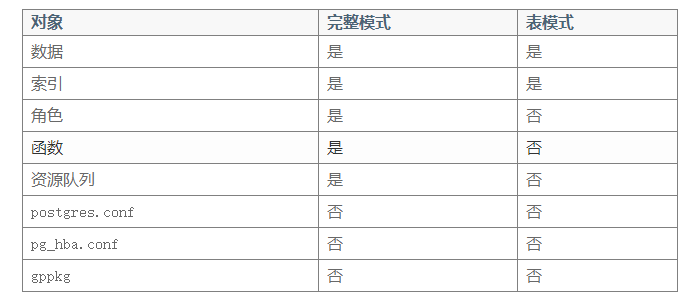 对象 完整模式 表模式
数据 是 是
索引 是 是
角色 是 否
函数 是 否
资源队列 是 否
postgres.conf 否 否
pg_hba.conf 否 否
gppkg 否 否